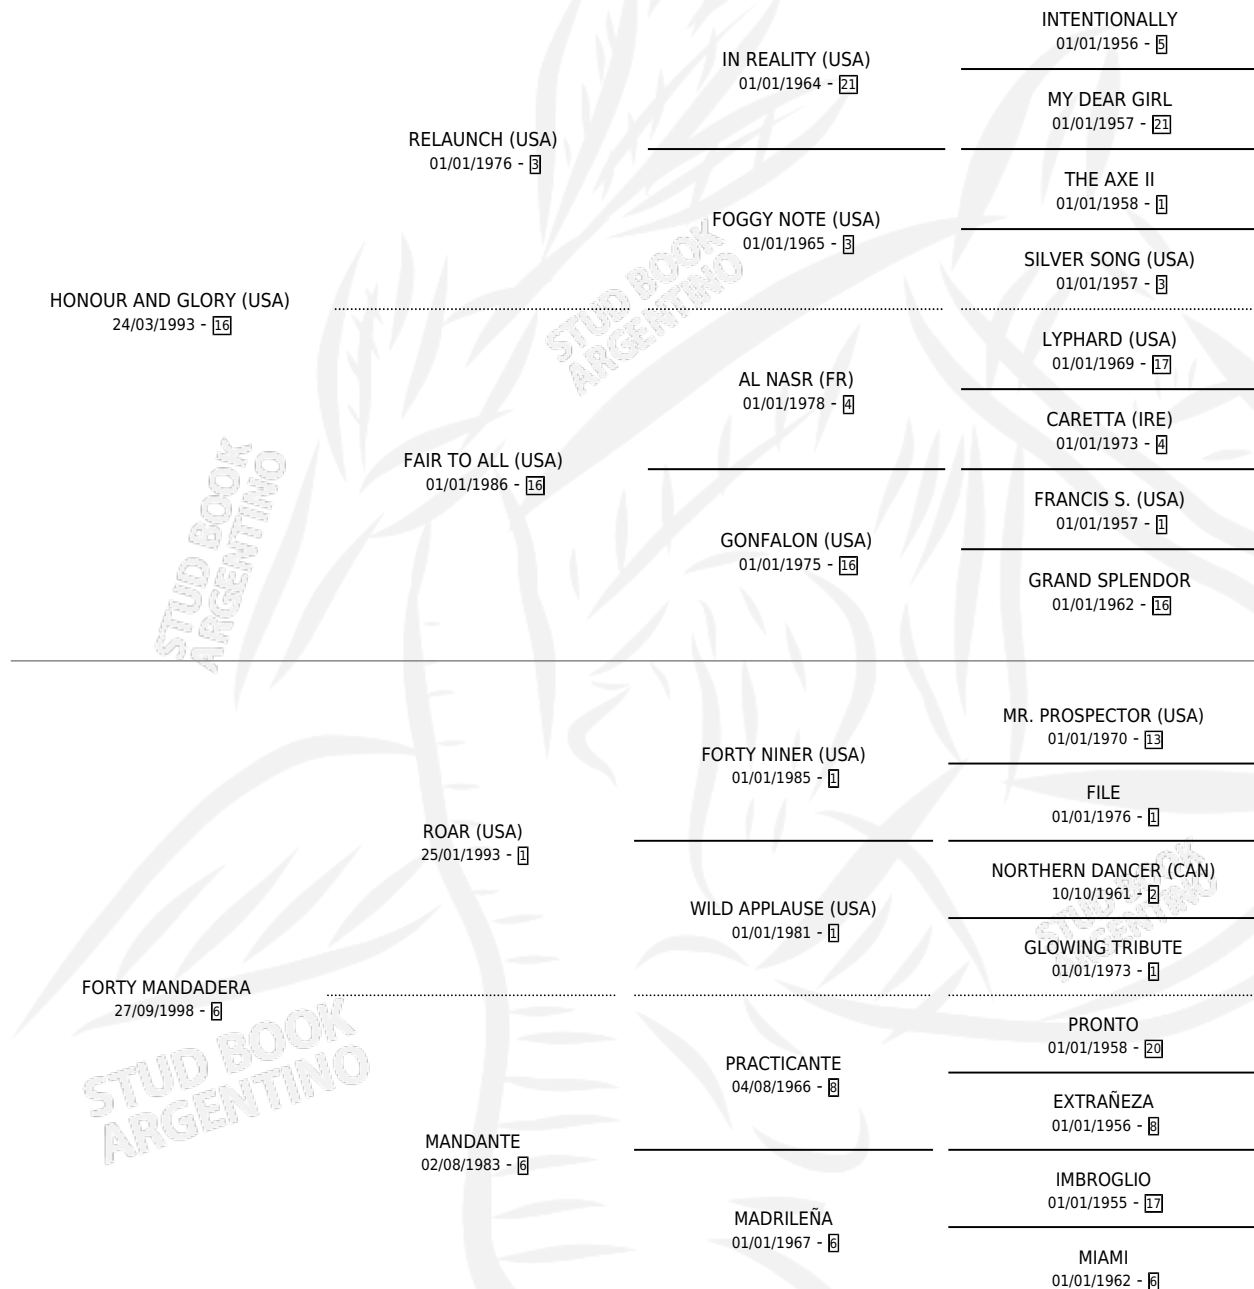 INTENTIONALLY
01/01/1956 - 5
IN REALITY (USA)
01/01/1964 - 21
MY DEAR GIRL
01/01/1957 - 21
RELAUNCH (USA)
01/01/1976 - 3
THE AXE II
01/01/1958 - 1
FOGGY NOTE (USA)
01/01/1965 - 3
SILVER SONG (USA)
01/01/1957 - 3
HONOUR AND GLORY (USA)
24/03/1993 - 16
LYPHARD (USA)
01/01/1969 - 17
AL NASR (FR)
01/01/1978 - 4
CARETTA (IRE)
01/01/1973 - 4
FAIR TO ALL (USA)
01/01/1986 - 16
FRANCIS S. (USA)
01/01/1957 - 1
GONFALON (USA)
01/01/1975 - 16
GRAND SPLENDOR
01/01/1962 - 16
STUD BOOK
ARGENTINO
STUD BOOK
ARGENTINO
MR. PROSPECTOR (USA)
01/01/1970 - 13
FORTY NINER (USA)
01/01/1985 - 1
FILE
01/01/1976 - 1
ROAR (USA)
25/01/1993 - 1
NORTHERN DANCER (CAN)
10/10/1961 - 2
WILD APPLAUSE (USA)
01/01/1981 - 1
GLOWING TRIBUTE
01/01/1973 - 1
FORTY MANDADERA
27/09/1998 - 6
PRONTO
01/01/1958 - 20
PRACTICANTE
04/08/1966 - 8
EXTRAÑEZA
01/01/1956 - 8
MANDANTE
02/08/1983 - 6
IMBROGLIO
01/01/1955 - 17
MADRILEÑA
01/01/1967 - 6
MIAMI
01/01/1962 - 6
STUD BOOK
ARGENTINO
STUD BOOK
ARGENTINO